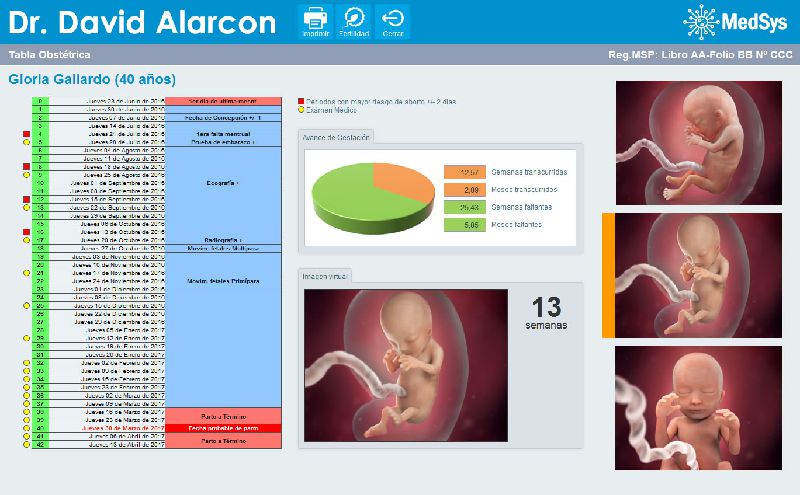 Dr. David Alarcon
Imprimir
Fertilidad
Cerrar
MedSys
Tabla Obstétrica
Reg.MSP: Libro AA-Folio BB Nº CCC
Gloria Gallardo (40 años)
0 Jueves 23 de Junio de 2016 1er dia de ultima menst
1 Jueves 30 de Junio de 2016
2 Jueves 07 de Julio de 2016 Fecha de Concepción +/- 1
3 Jueves 14 de Julio de 2016
4 Jueves 21 de Julio de 2016 1era falta mentrual
5 Jueves 28 de Julio de 2016 Prueba de embarazo +
6 Jueves 04 de Agosto de 2016
7 Jueves 11 de Agosto de 2016
8 Jueves 18 de Agosto de 2016
9 Jueves 25 de Agosto de 2016
10 Jueves 01 de Septiembre de 2016 Ecografía +
11 Jueves 08 de Septiembre de 2016
12 Jueves 15 de Septiembre de 2016
13 Jueves 22 de Septiembre de 2016
14 Jueves 29 de Septiembre de 2016
15 Jueves 06 de Octubre de 2016
16 Jueves 13 de Octubre de 2016
17 Jueves 20 de Octubre de 2016 Radiografía +
18 Jueves 27 de Octubre de 2016 Movim. fetales Multípara
19 Jueves 03 de Noviembre de 2016
20 Jueves 10 de Noviembre de 2016
21 Jueves 17 de Noviembre de 2016
22 Jueves 24 de Noviembre de 2016 Movim. fetales Primípara
23 Jueves 01 de Diciembre de 2016
24 Jueves 08 de Diciembre de 2016
25 Jueves 15 de Diciembre de 2016
26 Jueves 22 de Diciembre de 2016
27 Jueves 29 de Diciembre de 2016
28 Jueves 05 de Enero de 2017
29 Jueves 12 de Enero de 2017
30 Jueves 19 de Enero de 2017
31 Jueves 26 de Enero de 2017
32 Jueves 02 de Febrero de 2017
33 Jueves 09 de Febrero de 2017
34 Jueves 16 de Febrero de 2017
35 Jueves 23 de Febrero de 2017
36 Jueves 02 de Marzo de 2017
37 Jueves 09 de Marzo de 2017
38 Jueves 16 de Marzo de 2017
Parto a Término
39 Jueves 23 de Marzo de 2017
40 Jueves 30 de Marzo de 2017 Fecha probable de parto
41 Jueves 06 de Abril de 2017
Parto a Término
42 Jueves 13 de Abril de 2017
Periodos con mayor riesgo de aborto +/- 2 dias
Exámen Médico
Avance de Gestación
12,57 Semanas transcurridas
2,89 Meses transcurridos
25,43 Semanas faltantes
5,85 Meses faltantes
Imagen virtual
13
semanas